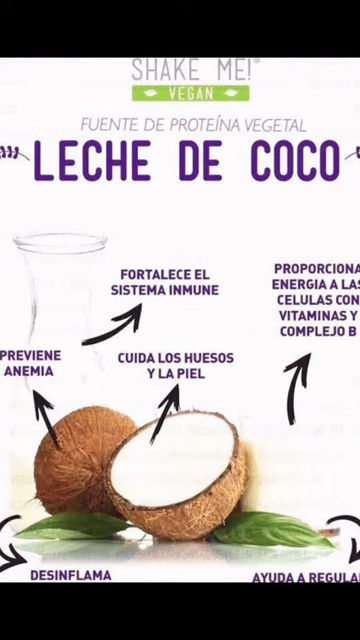 SHAKE ME!®
VEGAN
FUENTE DE PROTEÍNA VEGETAL
LECHE DE COCO
FORTALECE EL
SISTEMA INMUNE
PROPORCIONA
ENERGIA A LAS
CELULAS CON
VITAMINAS Y
COMPLEJO B
PREVIENE
ANEMIA
CUIDA LOS HUESOS
Y LA PIEL
DESINFLAMA
AYUDA A REGULA